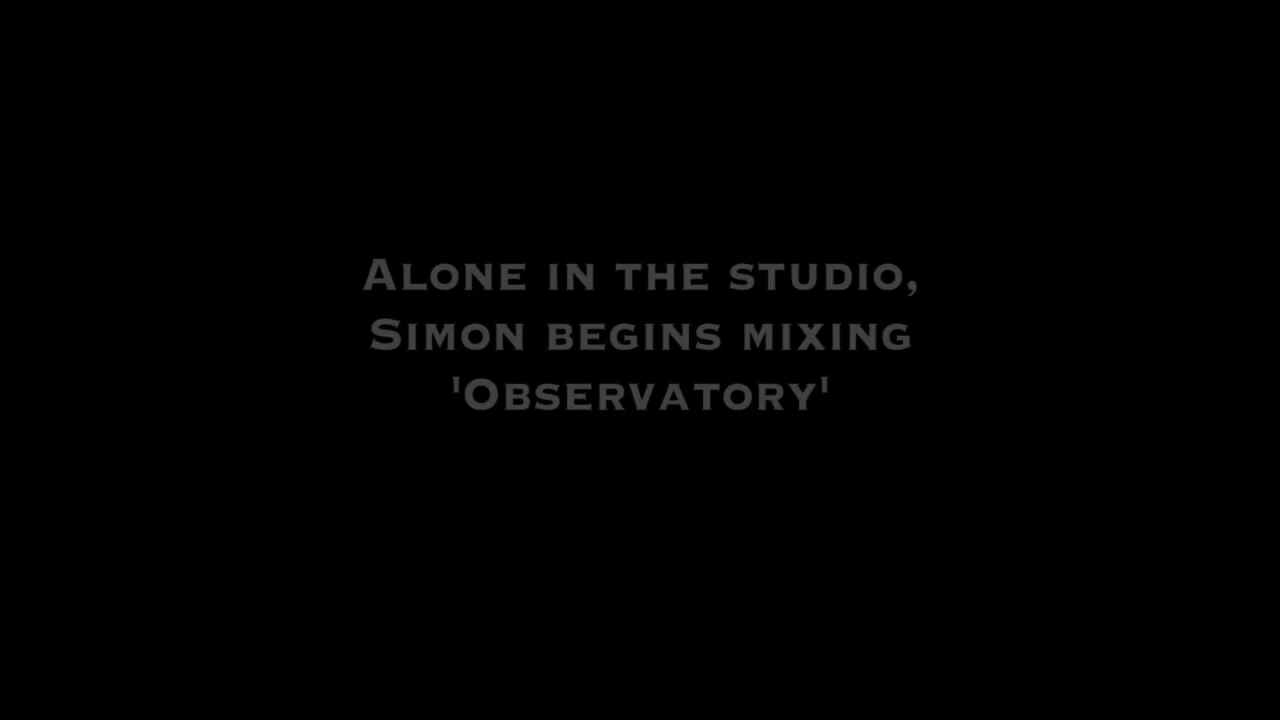 Alone in the studio,
Simon begins mixing
'Observatory'